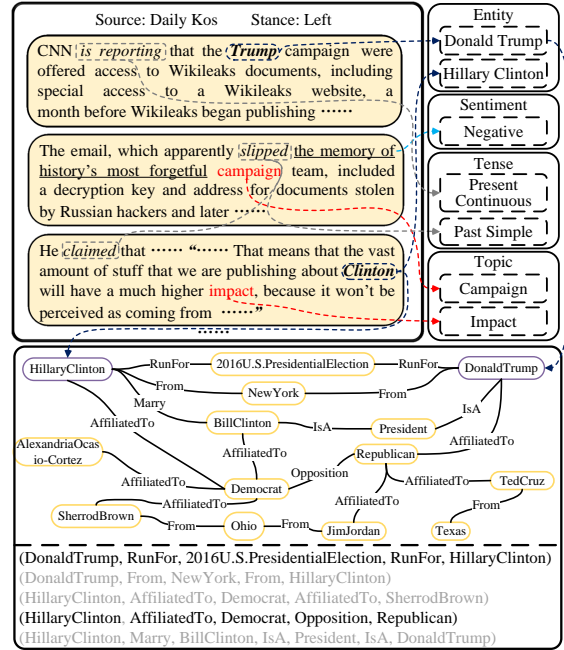 Source: Daily Kos Stance: Left
CNN is reporting that the Trump campaign were
offered access to Wikileaks documents, including
special access to a Wikileaks website, a
month before Wikileaks began publishing ······
The email, which apparently slipped the memory of
history's most forgetful campaign team, included
a decryption key and address for documents stolen
by Russian hackers and later ······
He claimed that ······ “······ That means that the vast
amount of stuff that we are publishing about Clinton
will have a much higher impact, because it won't be
perceived as coming from ······”
······
Entity
Donald Trump
Hillary Clinton
Sentiment
Negative
Tense
Present
Continuous
Past Simple
Topic
Campaign
Impact
HillaryClinton
RunFor
2016U.S.PresidentialElection
RunFor
DonaldTrump
From
NewYork
From
Marry
BillClinton
IsA
President
IsA
AffiliatedTo
AlexandriaOcas
io-Cortez
AffiliatedTo
Opposition
Republican
AffiliatedTo
AffiliatedTo
Democrat
AffiliatedTo
TedCruz
AffiliatedTo
AffiliatedTo
From
SherrodBrown
From
Ohio
From
JimJordan
Texas
(DonaldTrump, RunFor, 2016U.S.PresidentialElection, RunFor, HillaryClinton)
(DonaldTrump, From, NewYork, From, HillaryClinton)
(HillaryClinton, AffiliatedTo, Democrat, AffiliatedTo, SherrodBrown)
(HillaryClinton, AffiliatedTo, Democrat, Opposition, Republican)
(HillaryClinton, Marry, BillClinton, IsA, President, IsA, DonaldTrump)